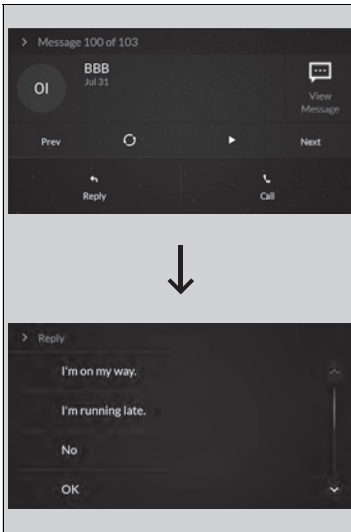 Message 100 of 103
OI
BBB
Jul 31
View
Message
Prev
Next
Reply
Call
Reply
I'm on my way.
I'm running late.
No
OK